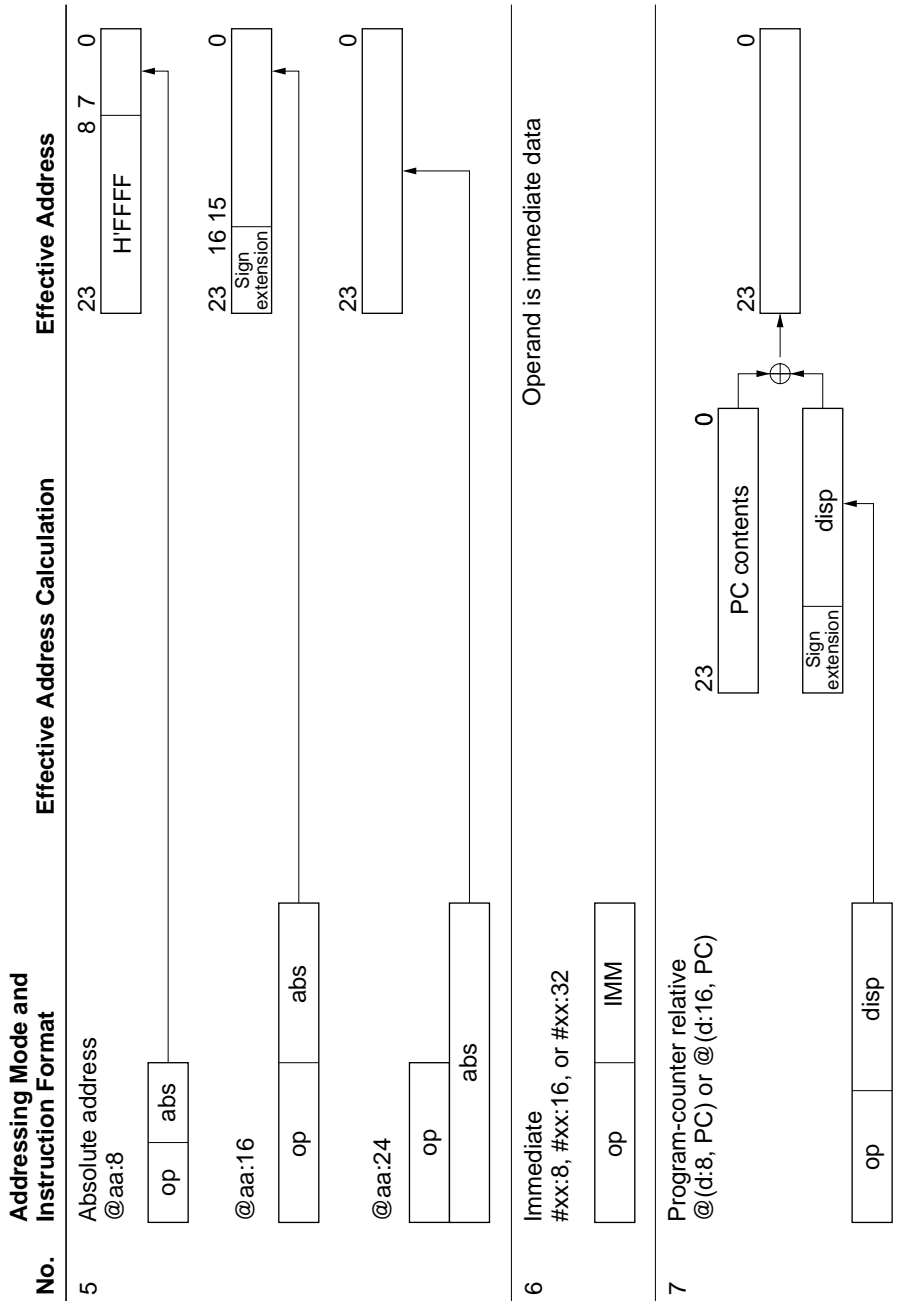 No.
Addressing Mode and
Instruction Format
Effective Address Calculation
Effective Address
5
Absolute address
@aa:8
op abs
23 8 7 0
H'FFFF
@aa:16
op abs
23 16 15 0
Sign
extension
@aa:24
op
abs
23 0
6
Immediate
#xx:8, #xx:16, or #xx:32
op IMM
Operand is immediate data
7
Program-counter relative
@(d:8, PC) or @(d:16, PC)
op disp
23 0
PC contents
Sign
extension
disp
23 0